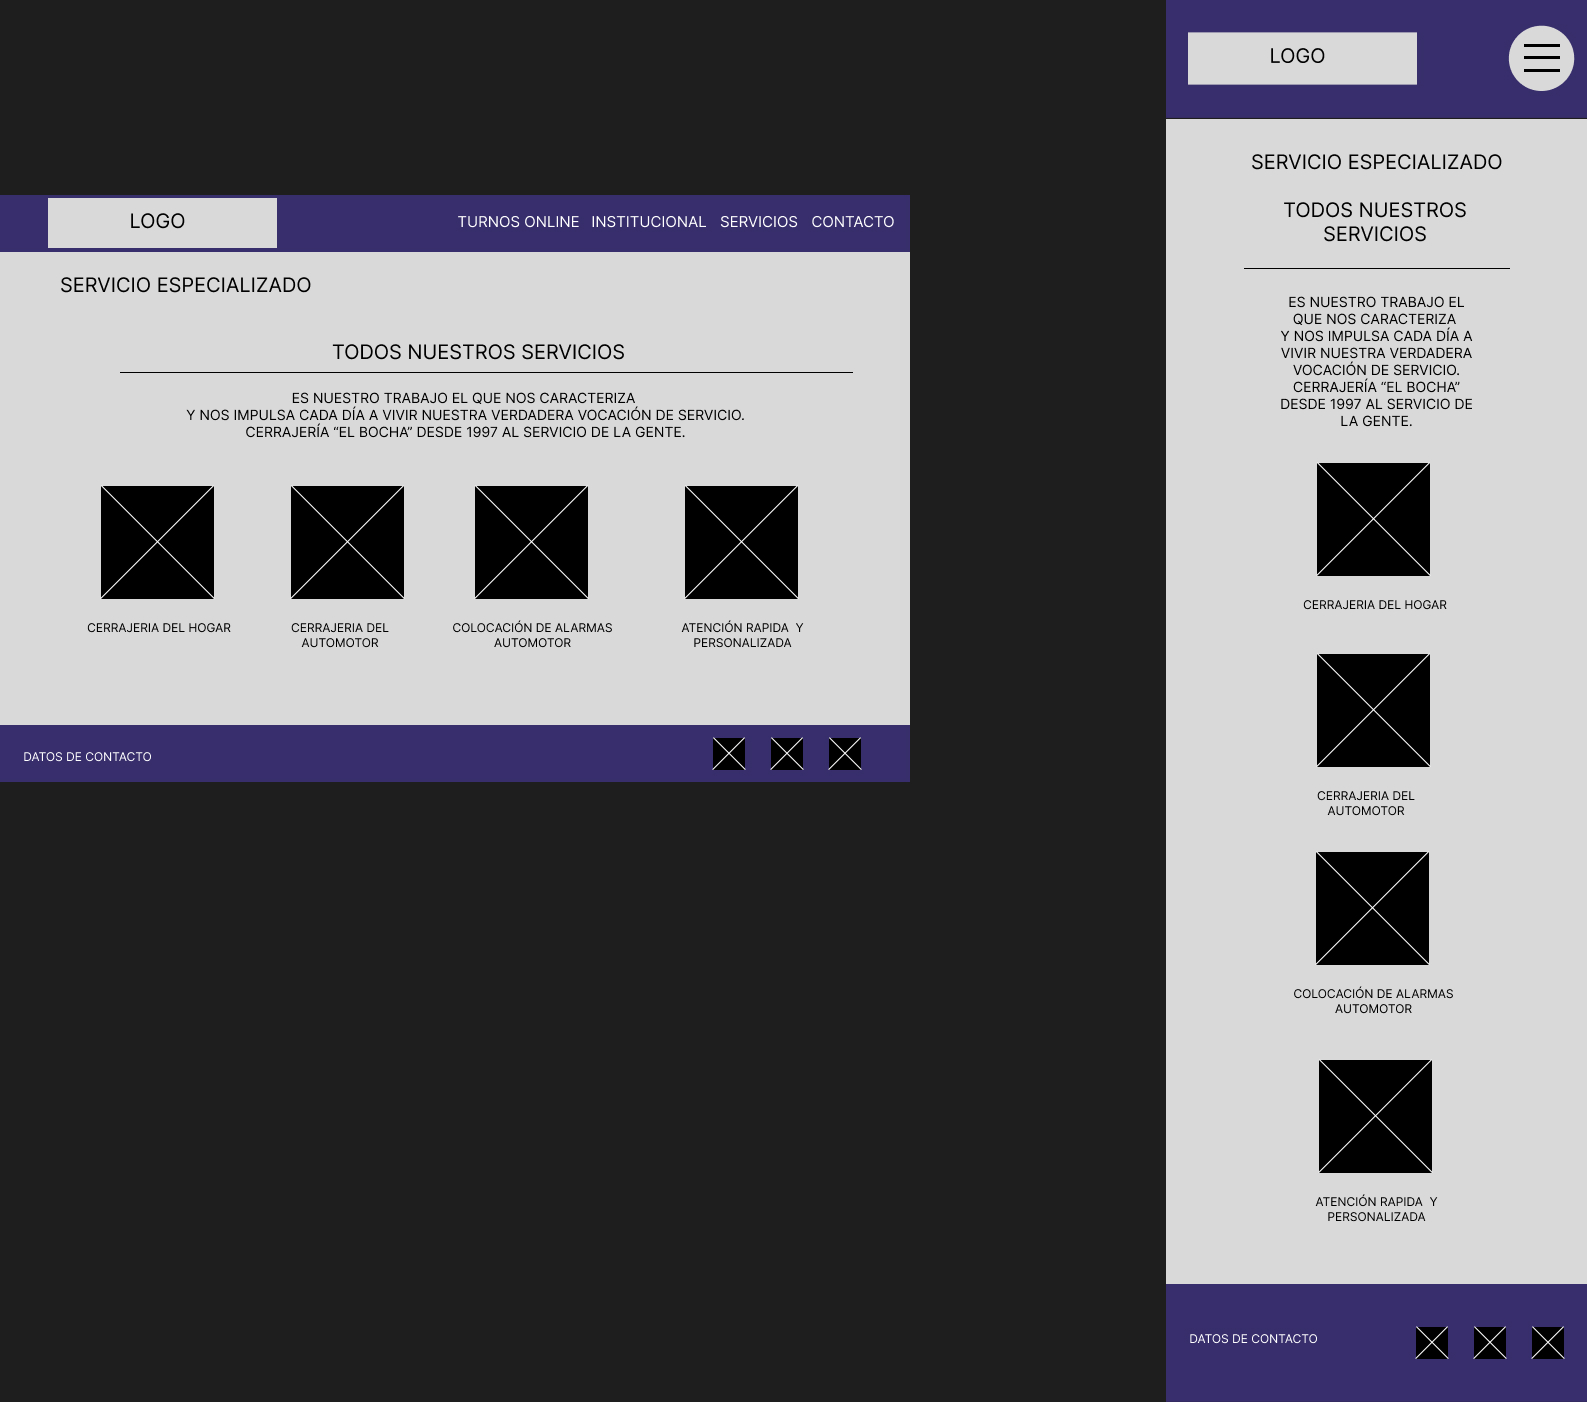 LOGO
TURNOS ONLINE INSTITUCIONAL SERVICIOS CONTACTO
SERVICIO ESPECIALIZADO
TODOS NUESTROS SERVICIOS
ES NUESTRO TRABAJO EL QUE NOS CARACTERIZA
Y NOS IMPULSA CADA DÍA A VIVIR NUESTRA VERDADERA VOCACIÓN DE SERVICIO.
CERRAJERÍA “EL BOCHA” DESDE 1997 AL SERVICIO DE LA GENTE.
CERRAJERIA DEL HOGAR
CERRAJERIA DEL
AUTOMOTOR
COLOCACIÓN DE ALARMAS
AUTOMOTOR
ATENCIÓN RAPIDA Y
PERSONALIZADA
DATOS DE CONTACTO
LOGO
SERVICIO ESPECIALIZADO
TODOS NUESTROS
SERVICIOS
ES NUESTRO TRABAJO EL
QUE NOS CARACTERIZA
Y NOS IMPULSA CADA DÍA A
VIVIR NUESTRA VERDADERA
VOCACIÓN DE SERVICIO.
CERRAJERÍA “EL BOCHA”
DESDE 1997 AL SERVICIO DE
LA GENTE.
CERRAJERIA DEL HOGAR
CERRAJERIA DEL
AUTOMOTOR
COLOCACIÓN DE ALARMAS
AUTOMOTOR
ATENCIÓN RAPIDA Y
PERSONALIZADA
DATOS DE CONTACTO